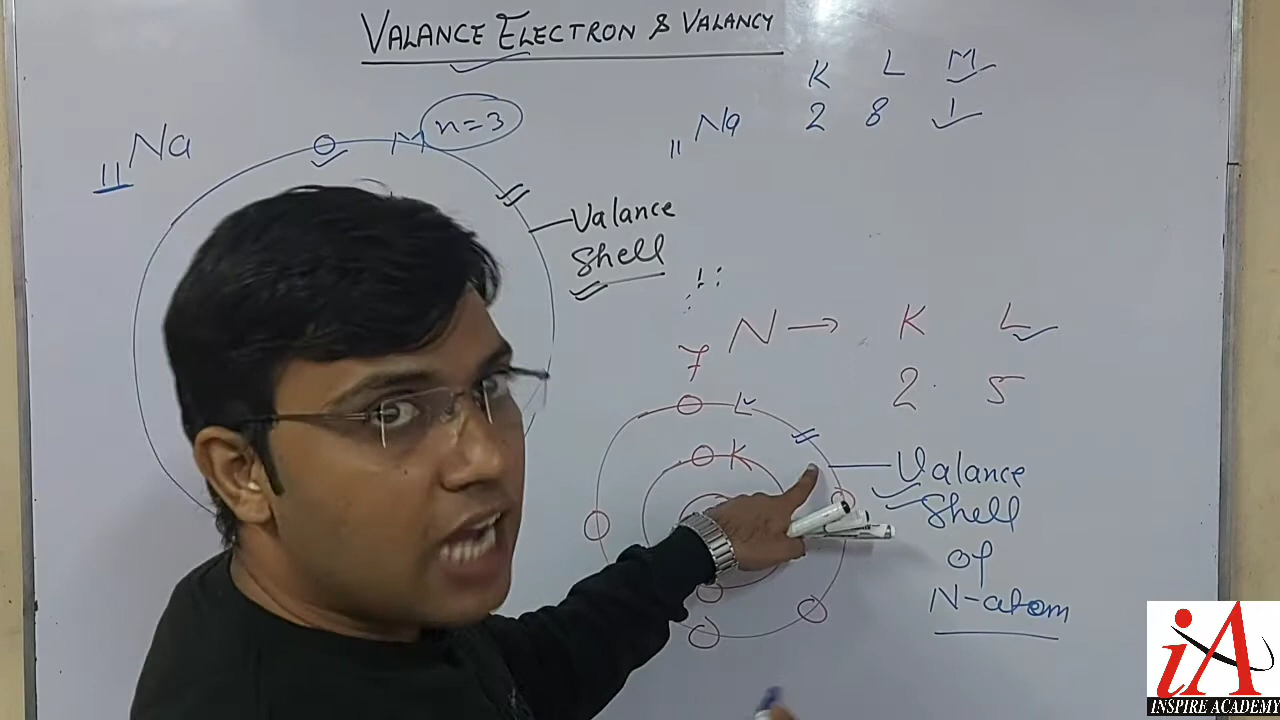 VALANCE ELECTRON & VALANCY
K L M
11 Na 2 8 1
11 Na
M n=3
Valance
Shell
7 N → K L
2 5
L
K
Valance
Shell
of
N-atom
iA
INSPIRE ACADEMY